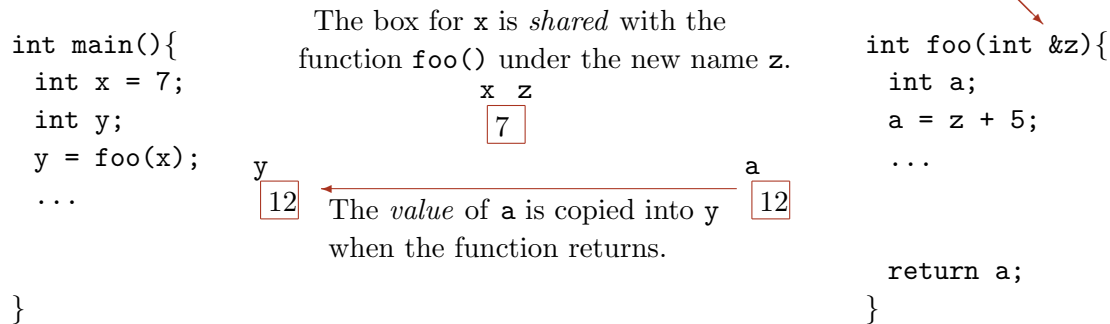 int main(){
int x = 7;
int y;
y = foo(x);
...
}
The box for x is shared with the
function foo() under the new name z.
x z
7
y
12
a
12
The value of a is copied into y
when the function returns.
int foo(int &z){
int a;
a = z + 5;
...
return a;
}